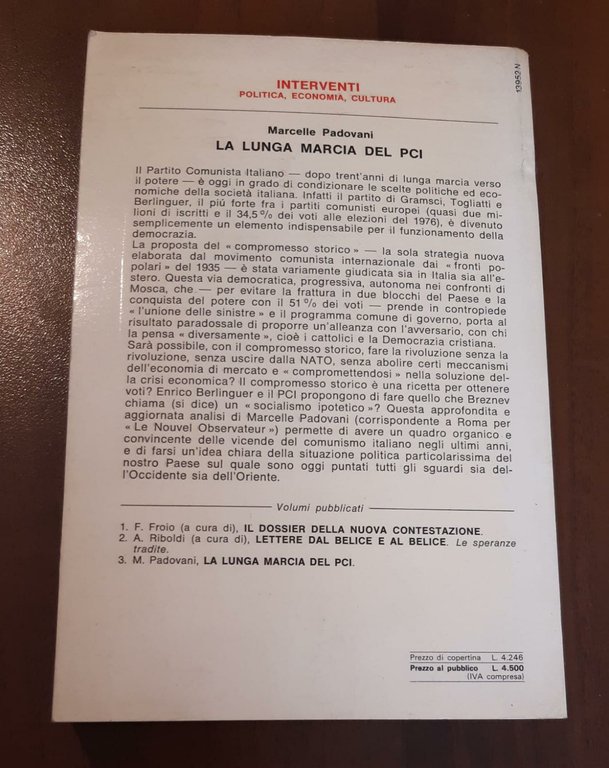 13952 N
INTERVENTI
POLITICA, ECONOMIA, CULTURA
Marcelle Padovani
LA LUNGA MARCIA DEL PCI
Il Partito Comunista Italiano — dopo trent'anni di lunga marcia verso
il potere — è oggi in grado di condizionare le scelte politiche ed eco-
nomiche della società italiana. Infatti il partito di Gramsci, Togliatti e
Berlinguer, il più forte fra i partiti comunisti europei (quasi due mi-
lioni di iscritti e il 34,5 % dei voti alle elezioni del 1976), è divenuto
semplicemente un elemento indispensabile per il funzionamento della
democrazia.
La proposta del « compromesso storico » — la sola strategia nuova
elaborata dal movimento comunista internazionale dai « fronti po-
polari » del 1935 — è stata variamente giudicata sia in Italia sia all'e-
stero. Questa via democratica, progressiva, autonoma nei confronti di
Mosca, che — per evitare la frattura in due blocchi del Paese e la
conquista del potere con il 51 % dei voti — prende in contropiede
« l'unione delle sinistre » e il programma comune di governo, porta al
risultato paradossale di proporre un'alleanza con l'avversario, con chi
la pensa « diversamente », cioè i cattolici e la Democrazia cristiana.
Sarà possibile, con il compromesso storico, fare la rivoluzione senza la
rivoluzione, senza uscire dalla NATO, senza abolire certi meccanismi
dell'economia di mercato e « compromettendosi » nella soluzione del-
la crisi economica? Il compromesso storico è una ricetta per ottenere
voti? Enrico Berlinguer e il PCI propongono di fare quello che Breznev
chiama (si dice) un « socialismo ipotetico »? Questa approfondita e
aggiornata analisi di Marcelle Padovani (corrispondente a Roma per
« Le Nouvel Observateur ») permette di avere un quadro organico e
convincente delle vicende del comunismo italiano negli ultimi anni,
e di farsi un'idea chiara della situazione politica particolarissima del
nostro Paese sul quale sono oggi puntati tutti gli sguardi sia del-
l'Occidente sia dell'Oriente.
Volumi pubblicati
1. F. Froio (a cura di), IL DOSSIER DELLA NUOVA CONTESTAZIONE.
2. A. Riboldi (a cura di), LETTERE DAL BELICE E AL BELICE. Le speranze
tradite.
3. M. Padovani, LA LUNGA MARCIA DEL PCI.
Prezzo di copertina L. 4.246
Prezzo al pubblico L. 4.500
(IVA compresa)